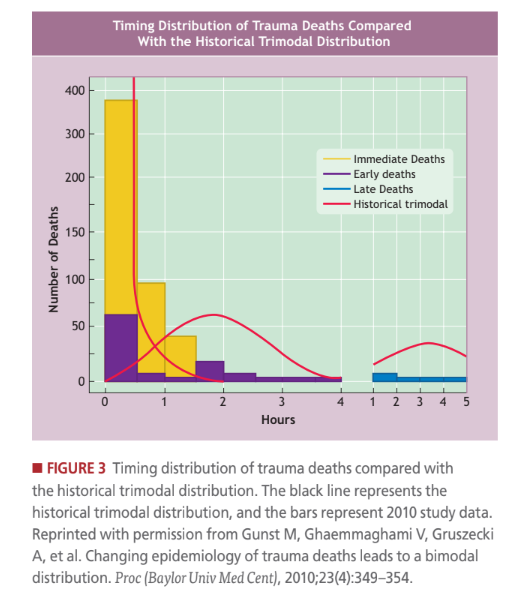 Timing Distribution of Trauma Deaths Compared
With the Historical Trimodal Distribution
400
300
200
150
100
50
0
Number of Deaths
Immediate Deaths
Early deaths
Late Deaths
Historical trimodal
0 1 2 3 4 1 2 3 4 5
Hours
■ FIGURE 3 Timing distribution of trauma deaths compared with
the historical trimodal distribution. The black line represents the
historical trimodal distribution, and the bars represent 2010 study data.
Reprinted with permission from Gunst M, Ghaemmaghami V, Gruszecki
A, et al. Changing epidemiology of trauma deaths leads to a bimodal
distribution. Proc (Baylor Univ Med Cent), 2010;23(4):349–354.